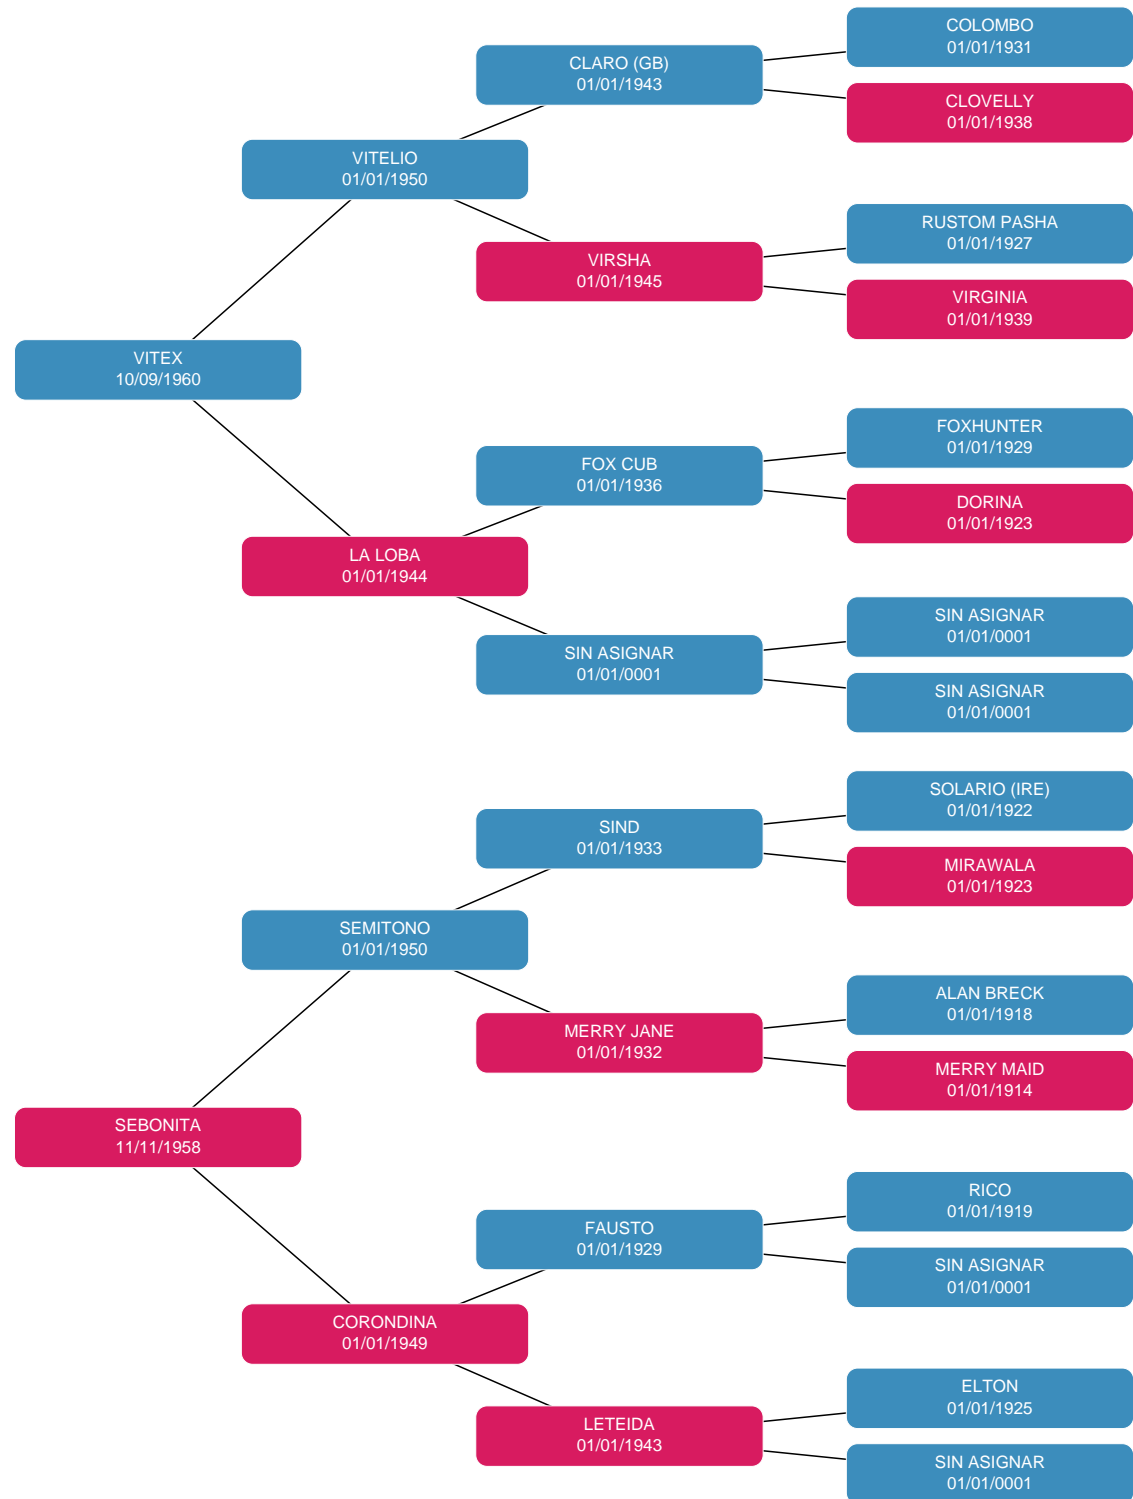 COLOMBO
01/01/1931
CLARO (GB)
01/01/1943
CLOVELLY
01/01/1938
VITELIO
01/01/1950
RUSTOM PASHA
01/01/1927
VIRSHA
01/01/1945
VIRGINIA
01/01/1939
VITEX
10/09/1960
FOXHUNTER
01/01/1929
FOX CUB
01/01/1936
DORINA
01/01/1923
LA LOBA
01/01/1944
SIN ASIGNAR
01/01/0001
SIN ASIGNAR
01/01/0001
SIN ASIGNAR
01/01/0001
SOLARIO (IRE)
01/01/1922
SIND
01/01/1933
MIRAWALA
01/01/1923
SEMITONO
01/01/1950
ALAN BRECK
01/01/1918
MERRY JANE
01/01/1932
MERRY MAID
01/01/1914
SEBONITA
11/11/1958
RICO
01/01/1919
FAUSTO
01/01/1929
SIN ASIGNAR
01/01/0001
CORONDINA
01/01/1949
ELTON
01/01/1925
LETEIDA
01/01/1943
SIN ASIGNAR
01/01/0001